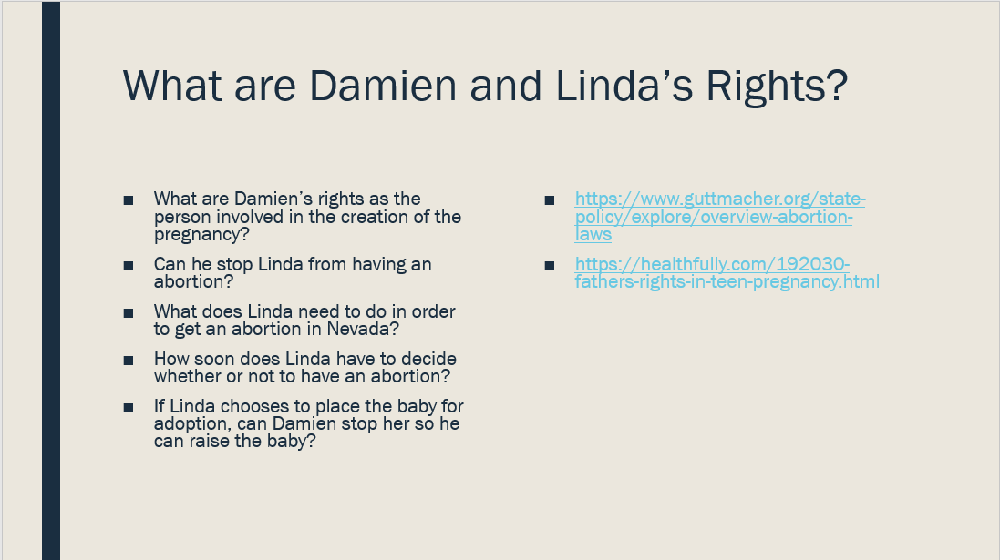 What are Damien and Linda’s Rights?
■ What are Damien’s rights as the
person involved in the creation of the
pregnancy?
■ Can he stop Linda from having an
abortion?
■ What does Linda need to do in order
to get an abortion in Nevada?
■ How soon does Linda have to decide
whether or not to have an abortion?
■ If Linda chooses to place the baby for
adoption, can Damien stop her so he
can raise the baby?
■ https://www.guttmacher.org/state-
policy/explore/overview-abortion-
laws
■ https://healthfully.com/192030-
fathers-rights-in-teen-pregnancy.html